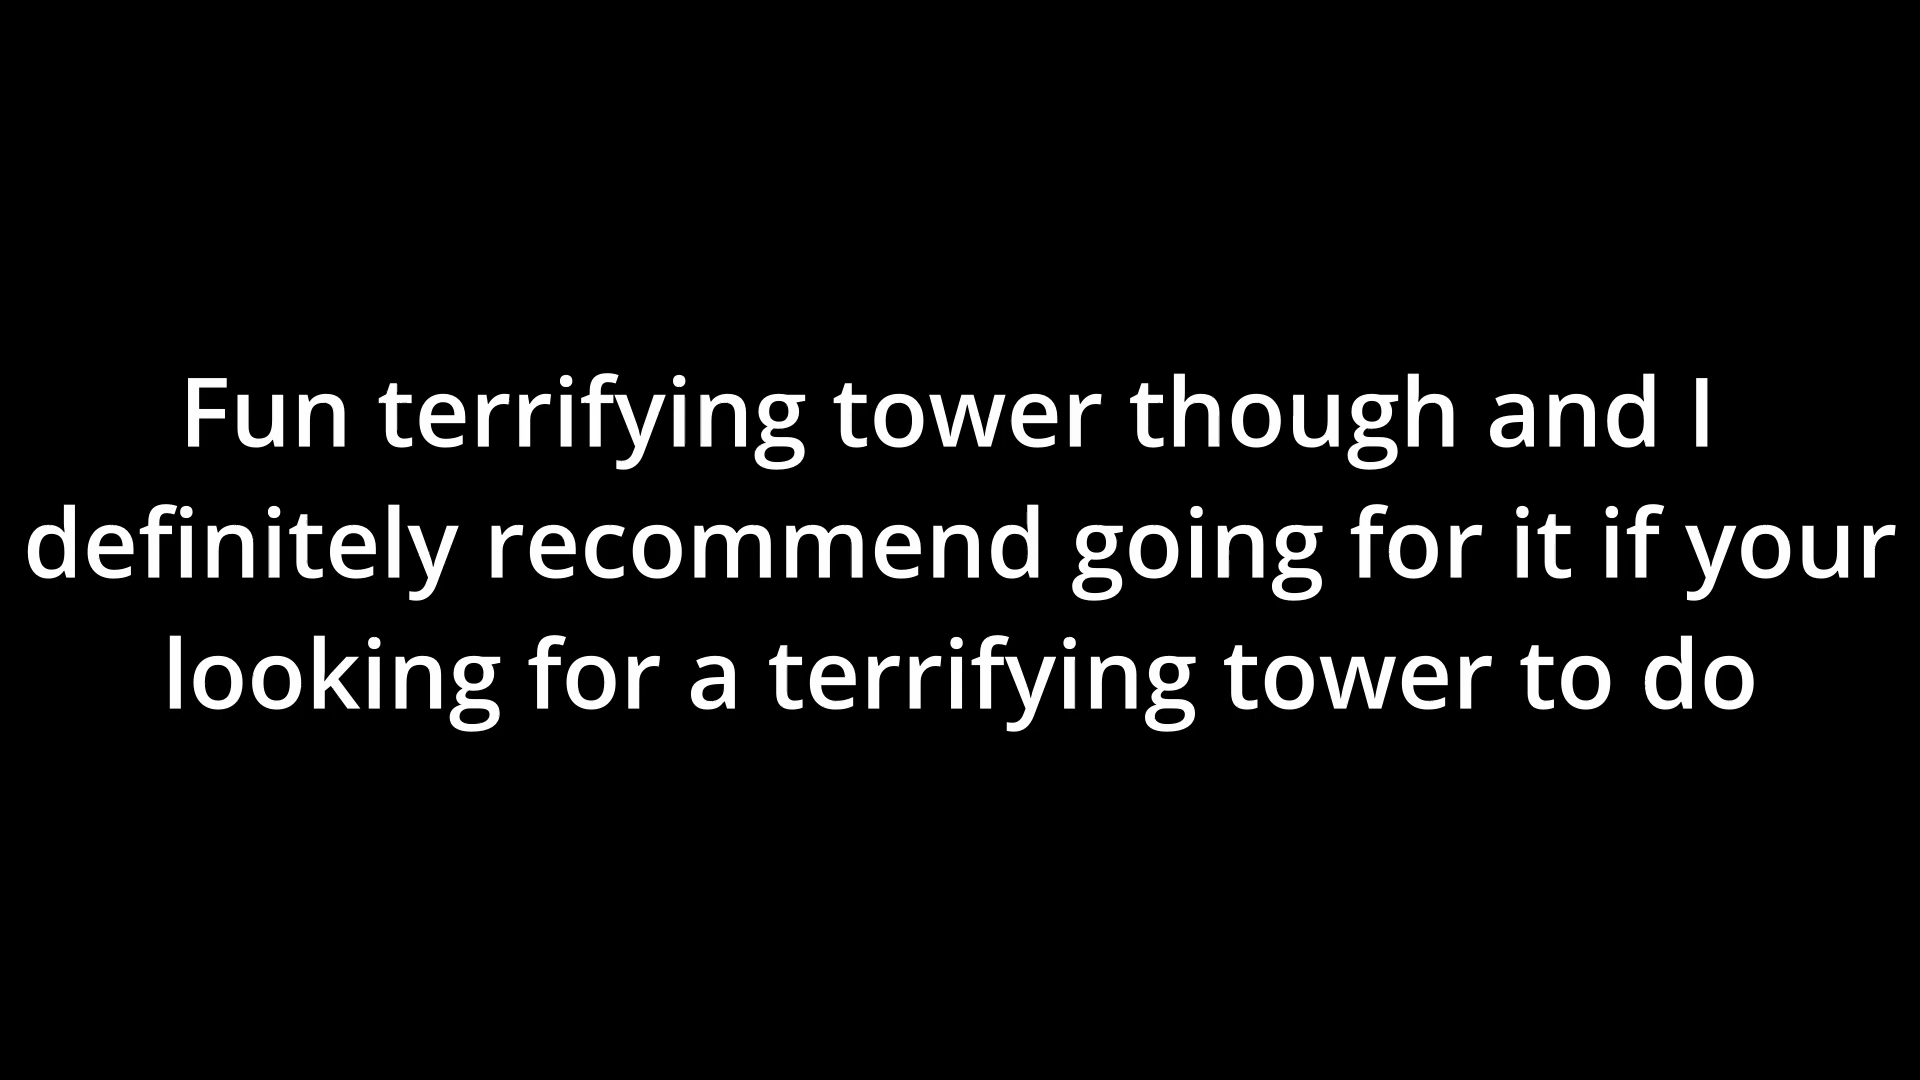 Fun terrifying tower though and I
definitely recommend going for it if your
looking for a terrifying tower to do